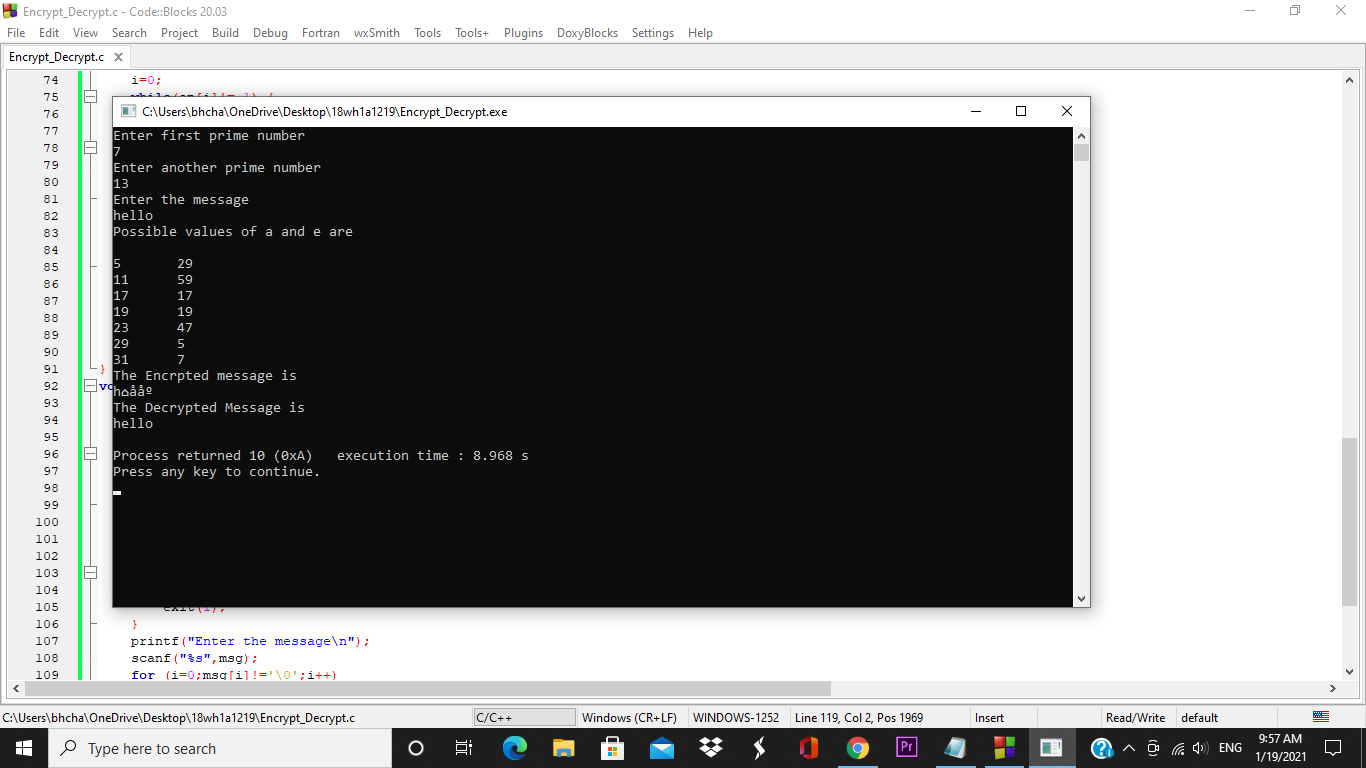 Encrypt_Decrypt.c - Code::Blocks 20.03
File Edit View Search Project Build Debug Fortran wxSmith Tools Tools+ Plugins DoxyBlocks Settings Help
Encrypt_Decrypt.c
74 i=0;
75
76
77
78
79
80
81
82
83
84
85
86
87
88
89
90
91 }
92
93
94
95
96
97
98
99
100
101
102
103
104
105 exit(1);
106 }
107 printf("Enter the message\n");
108 scanf("%s",msg);
109 for (i=0;msg[i]!='\0';i++)
C:\Users\bhcha\OneDrive\Desktop\18wh1a1219\Encrypt_Decrypt.exe
Enter first prime number
7
Enter another prime number
13
Enter the message
hello
Possible values of a and e are
5 29
11 59
17 17
19 19
23 47
29 5
31 7
The Encrpted message is
h⌂ååº
The Decrypted Message is
hello
Process returned 10 (0xA) execution time : 8.968 s
Press any key to continue.
C:\Users\bhcha\OneDrive\Desktop\18wh1a1219\Encrypt_Decrypt.c C/C++ Windows (CR+LF) WINDOWS-1252 Line 119, Col 2, Pos 1969 Insert Read/Write default
Type here to search
Pr
ENG
9:57 AM
1/19/2021